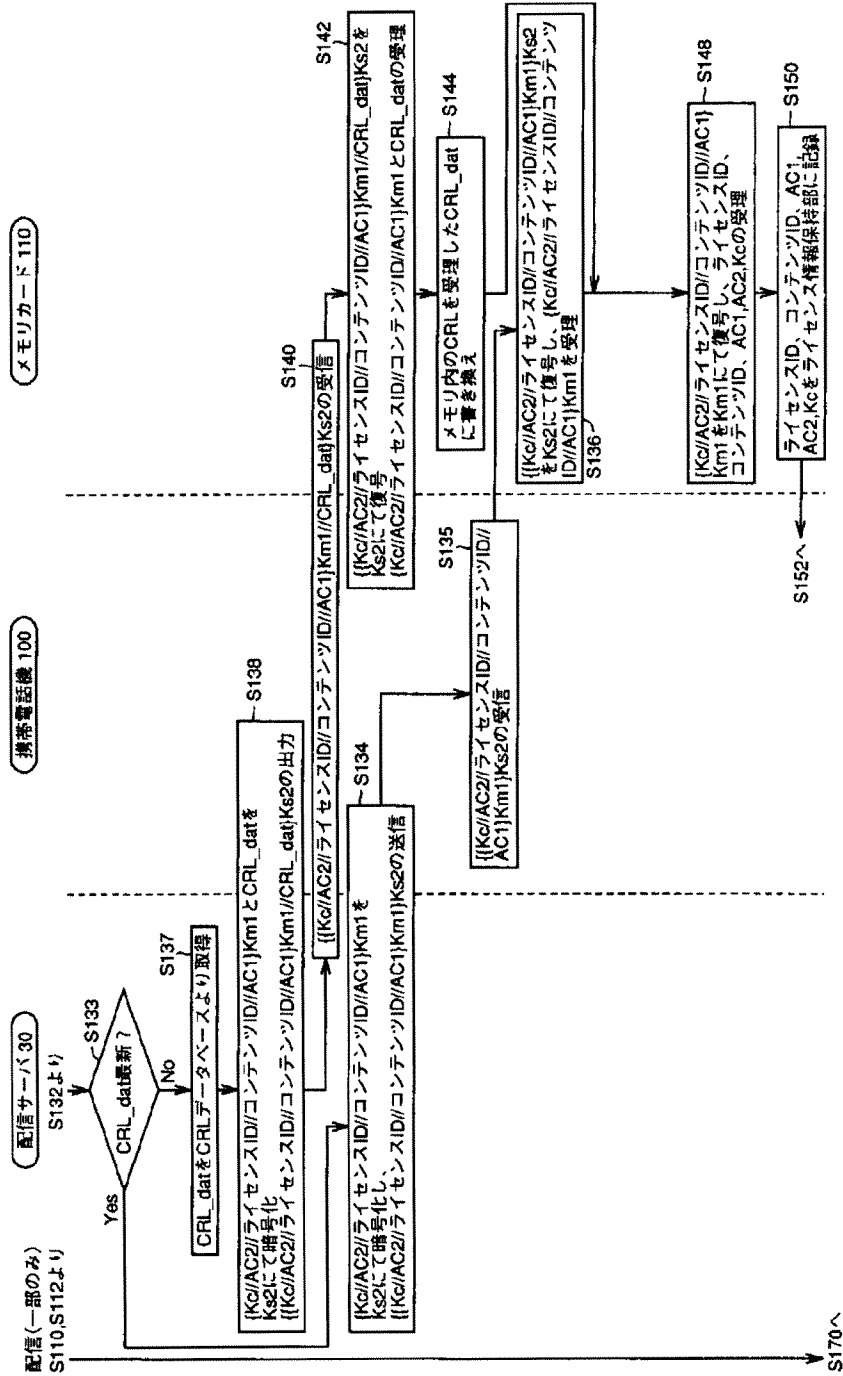 配信(一部のみ)
S110,S112より
配信サーバ 30
携帯電話機 100
メモリカード 110
S132より
S133
CRL_dat最新？
Yes
No
S137
CRL_datをCRLデータベースより取得
S138
{Kc//AC2//ライセンスID//コンテンツID//AC1}Km1とCRL_datを
Ks2にて暗号化
{{Kc//AC2//ライセンスID//コンテンツID//AC1}Km1//CRL_dat}Ks2の出力
S140
{{Kc//AC2//ライセンスID//コンテンツID//AC1}Km1//CRL_dat}Ks2の受信
S142
{{Kc//AC2//ライセンスID//コンテンツID//AC1}Km1//CRL_dat}Ks2を
Ks2にて復号
{Kc//AC2//ライセンスID//コンテンツID//AC1}Km1とCRL_datの受理
S144
メモリ内のCRLを受理したCRL_dat
に書き換え
S134
{Kc//AC2//ライセンスID//コンテンツID//AC1}Km1を
Ks2にて暗号化し、
{{Kc//AC2//ライセンスID//コンテンツID//AC1}Km1}Ks2の送信
S135
{{Kc//AC2//ライセンスID//コンテンツID//
AC1}Km1}Ks2の受信
{{Kc//AC2//ライセンスID//コンテンツID//AC1}Km1}Ks2
をKs2にて復号し、{Kc//AC2//ライセンスID//コンテンツ
ID//AC1}Km1を受理
S136
S148
{Kc//AC2//ライセンスID//コンテンツID//AC1}
Km1をKm1にて復号し、ライセンスID、
コンテンツID、AC1,AC2,Kcの受理
S150
ライセンスID、コンテンツID、AC1,
AC2,Kcをライセンス情報保持部に記録
S152へ
S170へ